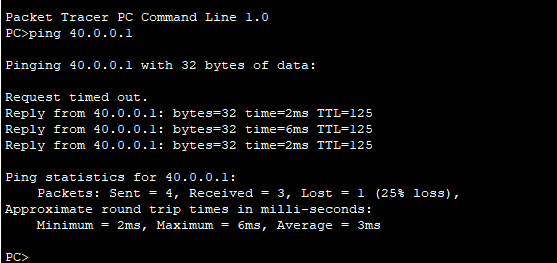 Packet Tracer PC Command Line 1.0
PC>ping 40.0.0.1
Pinging 40.0.0.1 with 32 bytes of data:
Request timed out.
Reply from 40.0.0.1: bytes=32 time=2ms TTL=125
Reply from 40.0.0.1: bytes=32 time=6ms TTL=125
Reply from 40.0.0.1: bytes=32 time=2ms TTL=125
Ping statistics for 40.0.0.1:
    Packets: Sent = 4, Received = 3, Lost = 1 (25% loss),
Approximate round trip times in milli-seconds:
    Minimum = 2ms, Maximum = 6ms, Average = 3ms
PC>